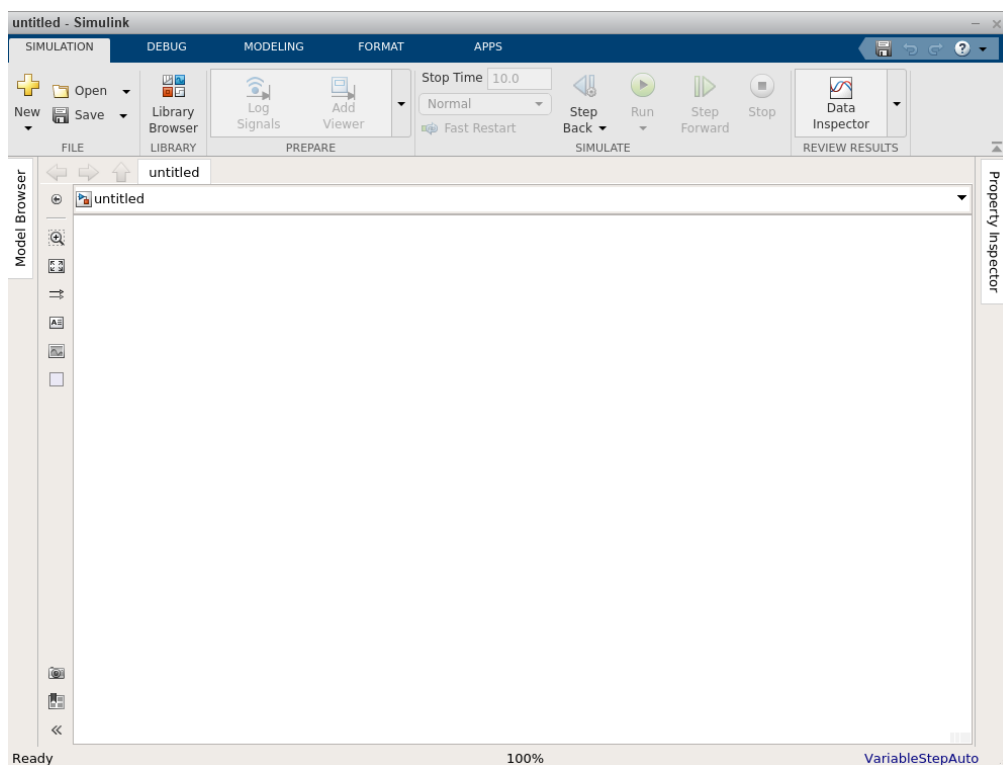 untitled - Simulink
SIMULATION DEBUG MODELING FORMAT APPS
New
Open
Save
FILE
Library
Browser
LIBRARY
Log
Signals
Add
Viewer
PREPARE
Stop Time 10.0
Normal
Fast Restart
Step
Back
Run
Step
Forward
Stop
SIMULATE
Data
Inspector
REVIEW RESULTS
Model Browser
untitled
untitled
Property Inspector
Ready 100% VariableStepAuto